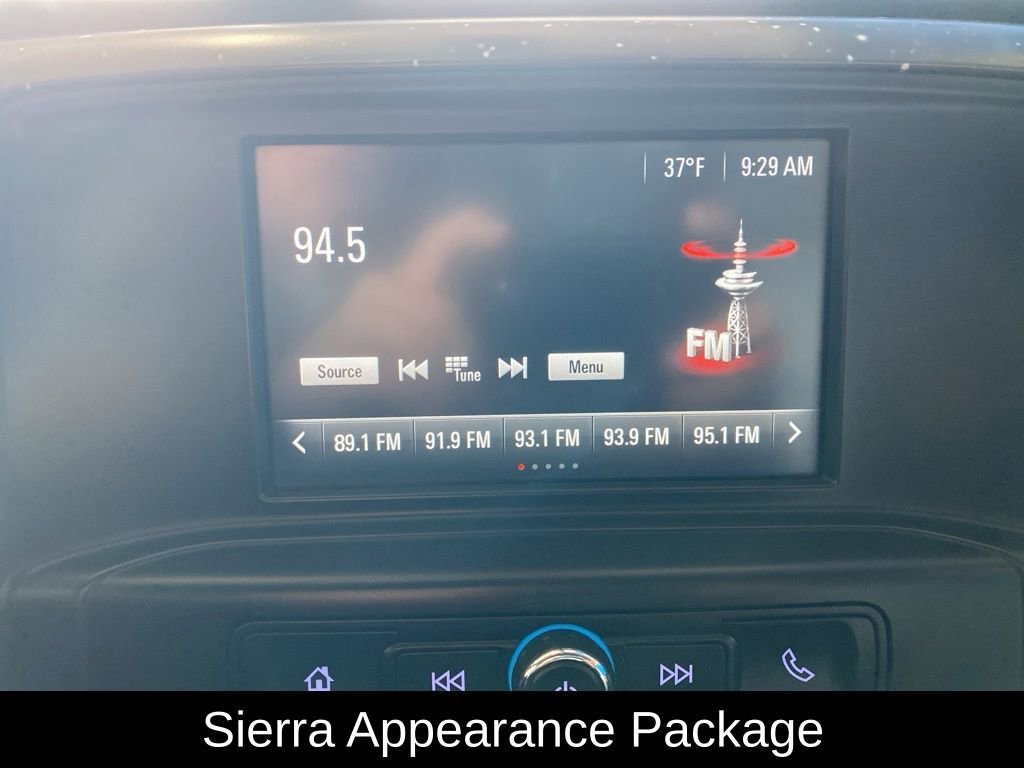 37°F 9:29 AM
94.5
FM
Source Tune Menu
89.1 FM 91.9 FM 93.1 FM 93.9 FM 95.1 FM
Sierra Appearance Package